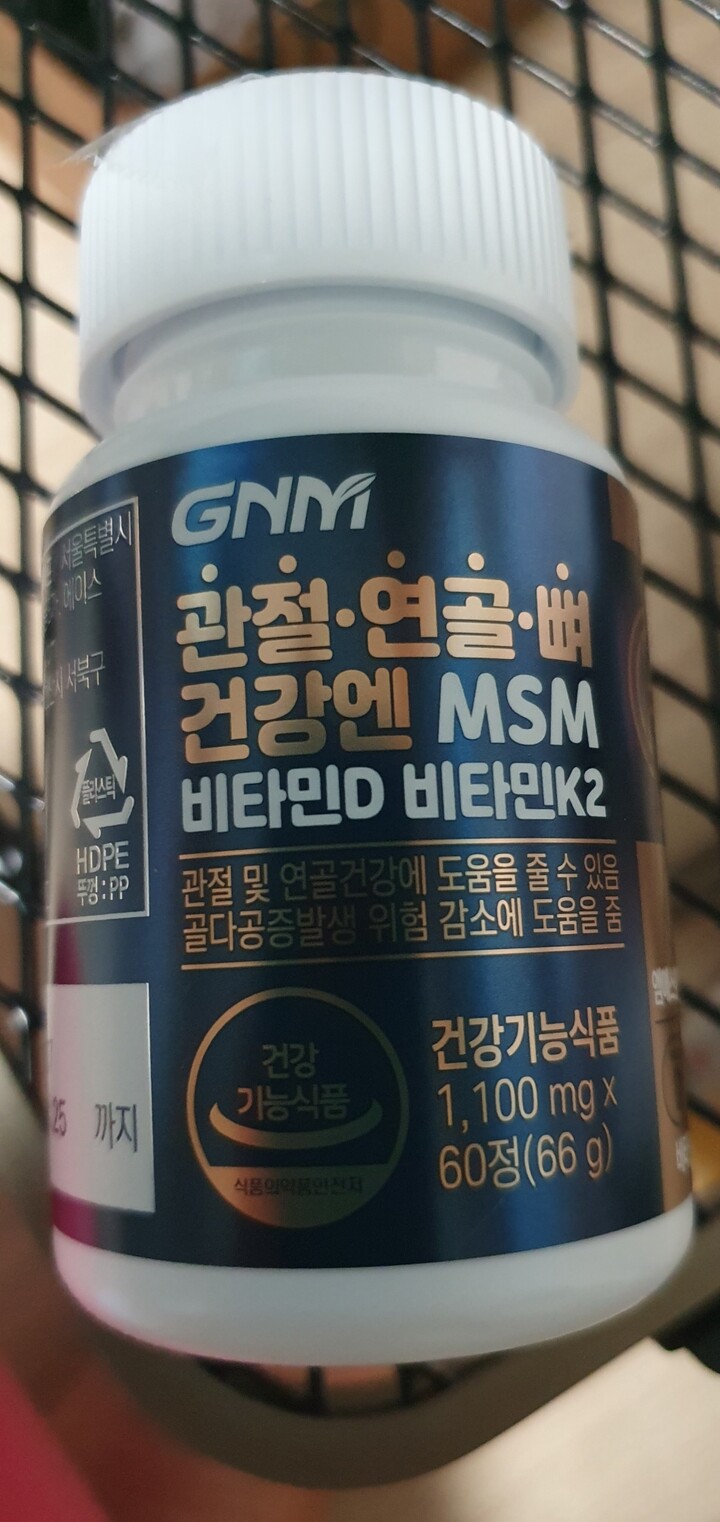 GNM
관절·연골·뼈
건강엔 MSM
비타민D 비타민K2
관절 및 연골건강에 도움을 줄 수 있음
골다공증발생 위험 감소에 도움을 줌
건강
기능식품
식품의약품안전처
건강기능식품
1,100 mg x
60정(66 g)
서울특별시
에이스
서북구
플라스틱
HDPE
뚜껑:PP
25 까지